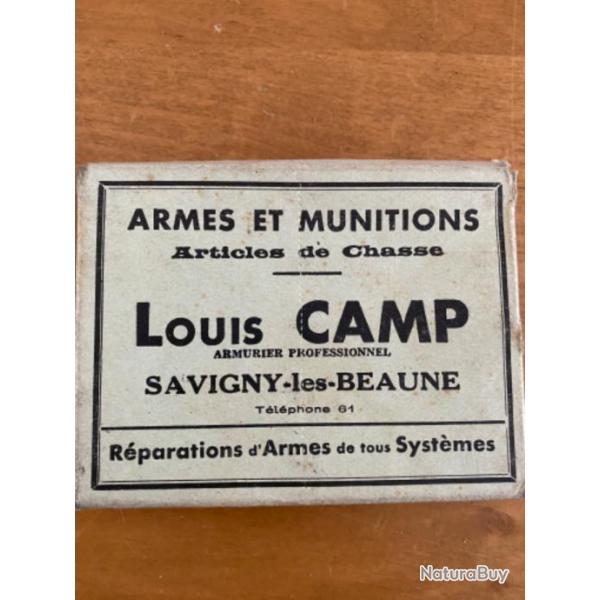 ARMES ET MUNITIONS
Articles de Chasse
LOUIS CAMP
ARMURIER PROFESSIONNEL
SAVIGNY-les-BEAUNE
Téléphone 61
Réparations d'Armes de tous Systèmes
NaturaBuy